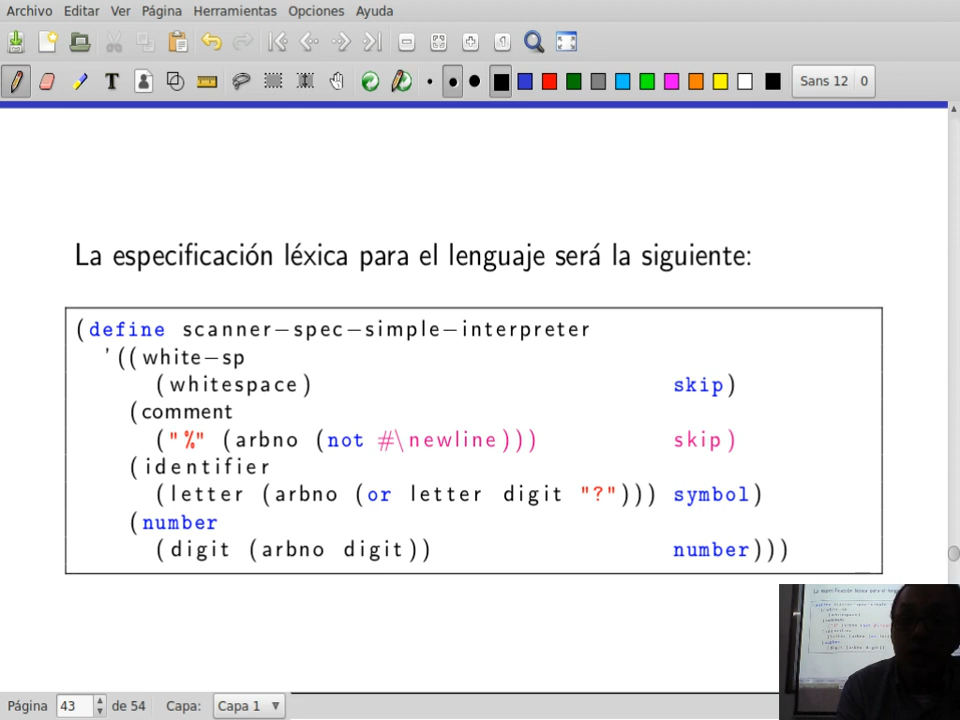 Archivo Editar Ver Página Herramientas Opciones Ayuda
T Sans 12 0
La especificación léxica para el lenguaje será la siguiente:
(define scanner-spec-simple-interpreter
'((white-sp
(whitespace) skip)
(comment
("%" (arbno (not #\newline))) skip)
(identifier
(letter (arbno (or letter digit "?"))) symbol)
(number
(digit (arbno digit)) number)))
Página 43 de 54 Capa: Capa 1